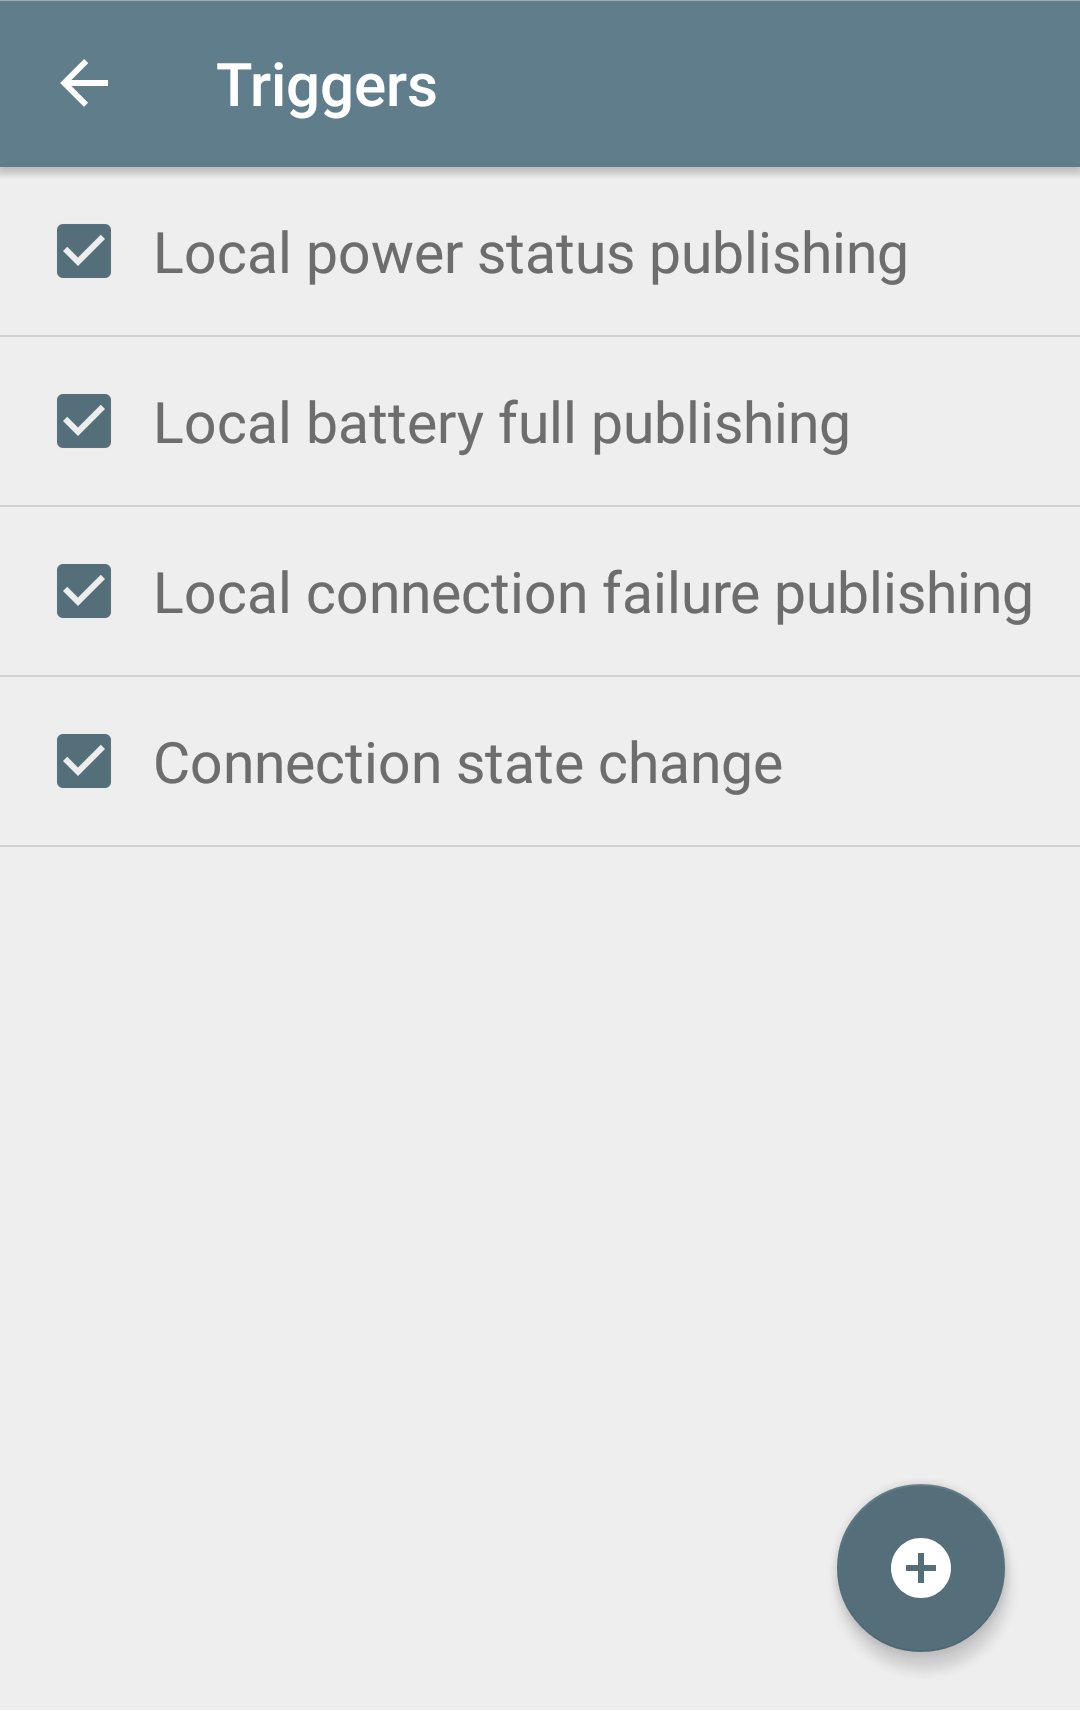 Triggers
Local power status publishing
Local battery full publishing
Local connection failure publishing
Connection state change